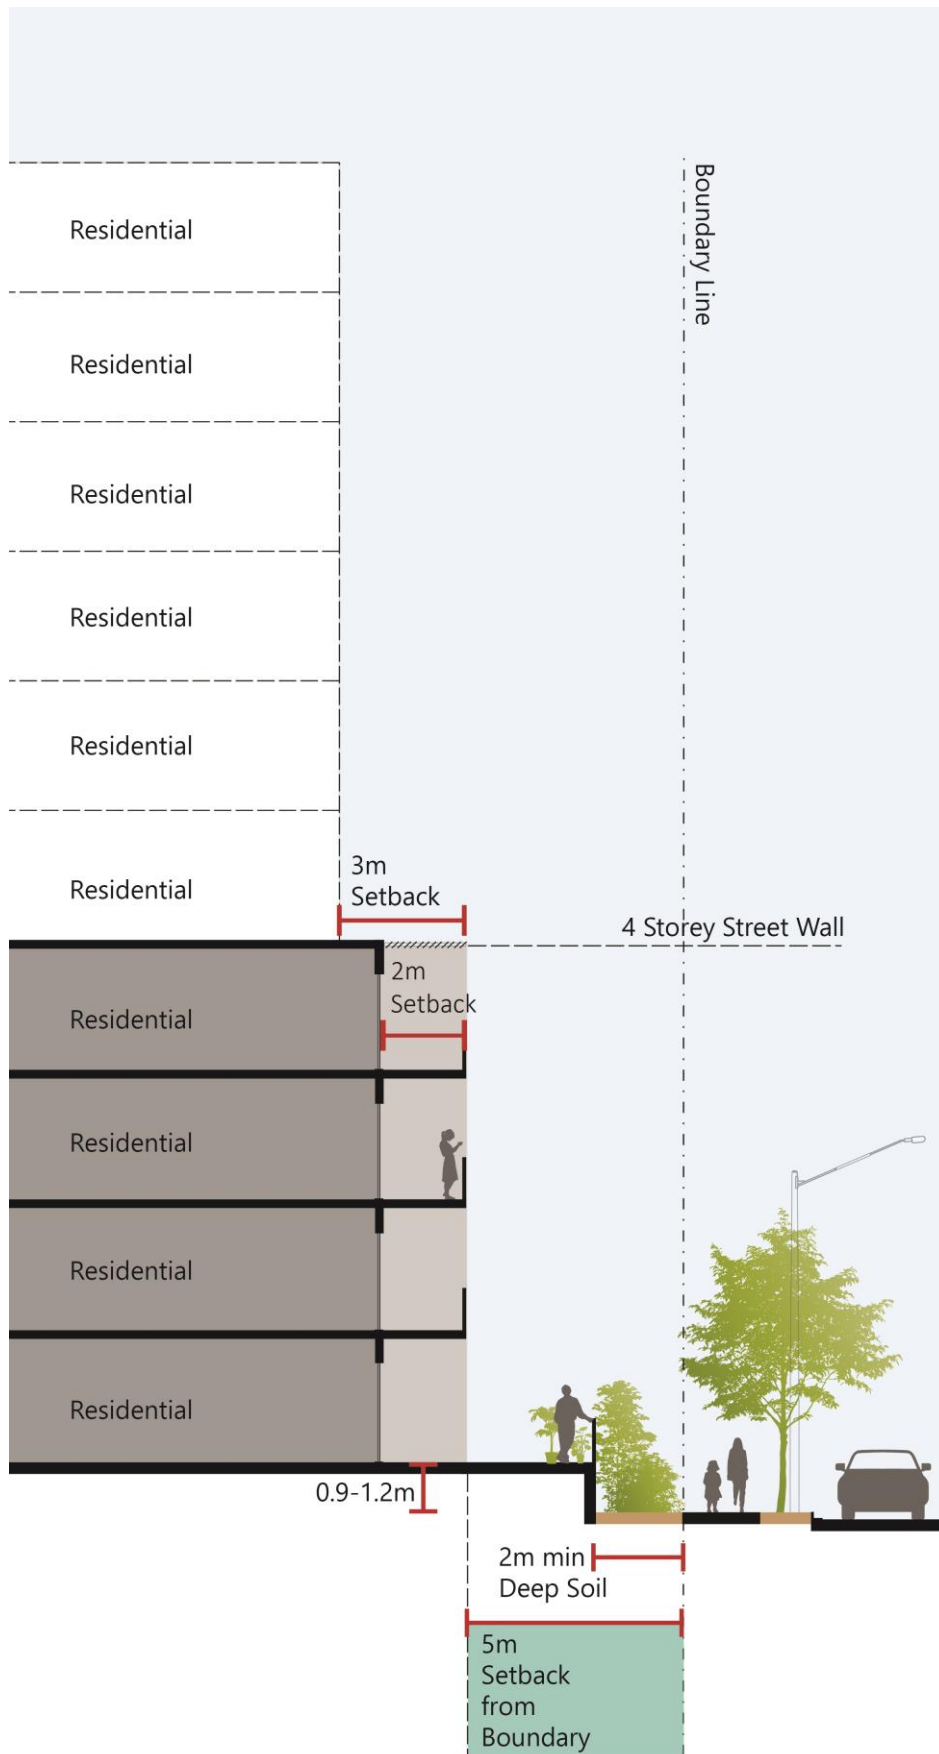 Boundary Line
Residential
Residential
Residential
Residential
Residential
Residential
3m
Setback
4 Storey Street Wall
2m
Setback
Residential
Residential
Residential
Residential
0.9-1.2m
2m min
Deep Soil
5m
Setback
from
Boundary